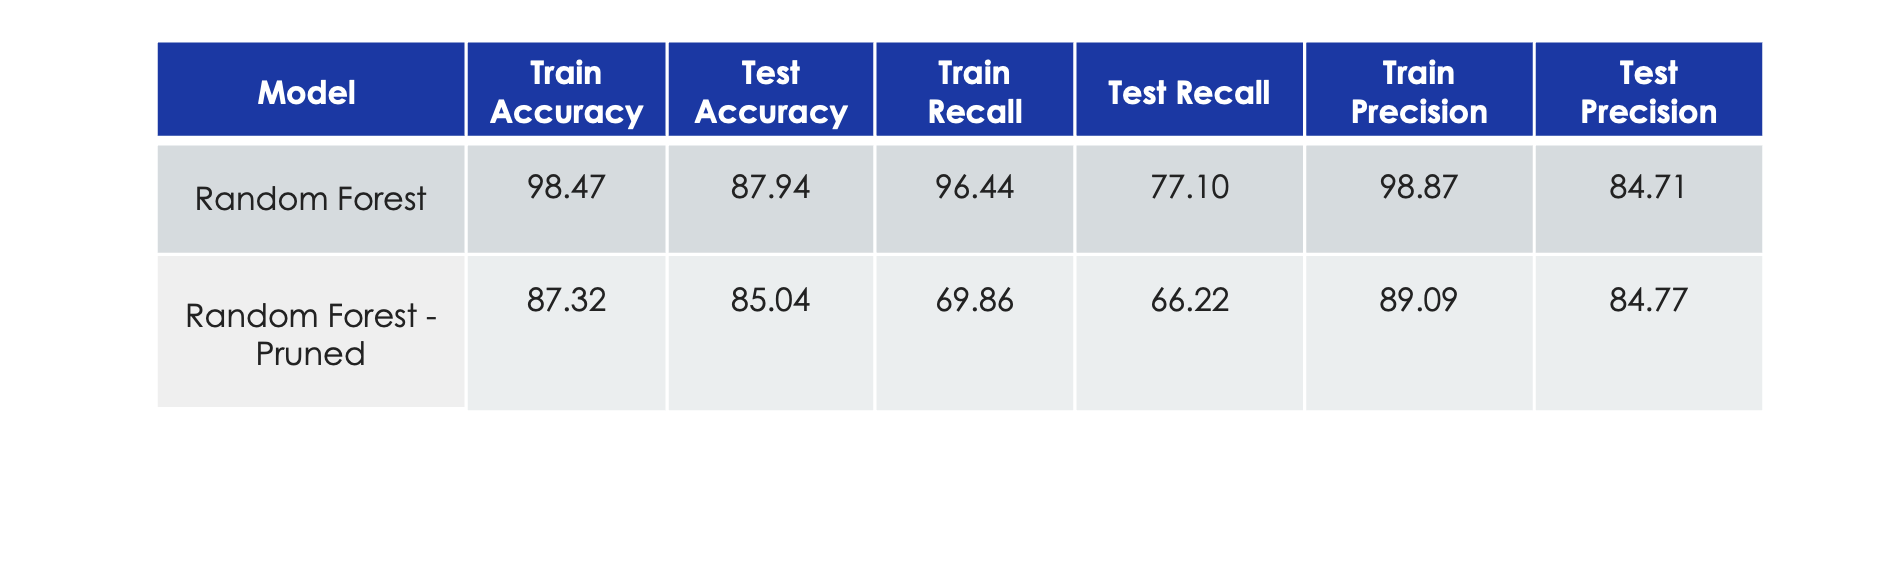 Model
Train
Accuracy
Test
Accuracy
Train
Recall
Test Recall
Train
Precision
Test
Precision
Random Forest
98.47
87.94
96.44
77.10
98.87
84.71
Random Forest -
Pruned
87.32
85.04
69.86
66.22
89.09
84.77